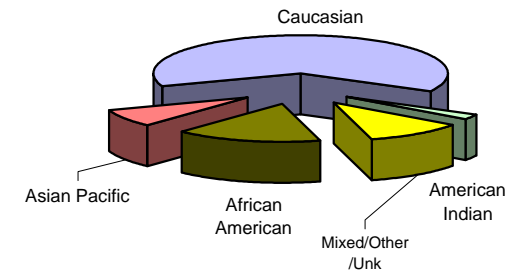 Caucasian
Asian Pacific
African
American
Mixed/Other
/Unk
American
Indian